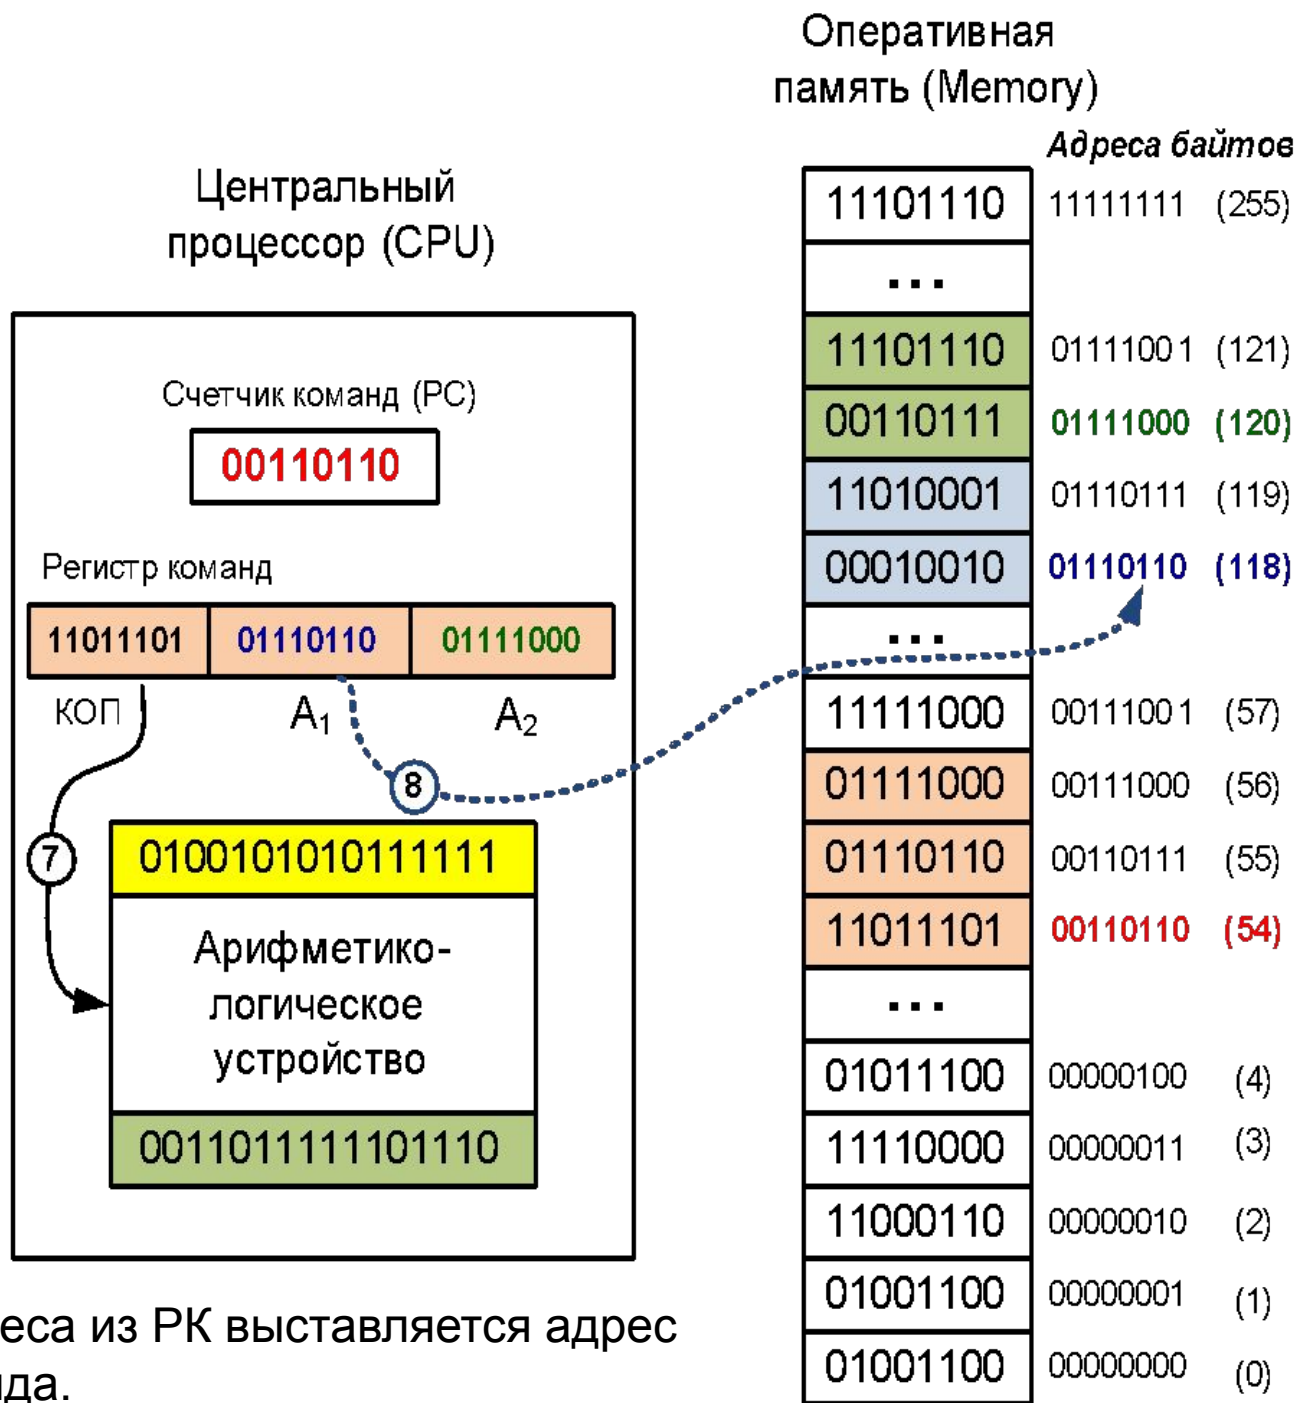 Оперативная
память (Memory)
Адреса байтов
Центральный
процессор (CPU)
Счетчик команд (PC)
00110110
Регистр команд
11011101 01110110 01111000
КОП A₁ A₂
7
8
0100101010111111
Арифметико-
логическое
устройство
0011011111101110
11101110 11111111 (255)
...
11101110 01111001 (121)
00110111 01111000 (120)
11010001 01110111 (119)
00010010 01110110 (118)
...
11111000 00111001 (57)
01111000 00111000 (56)
01110110 00110111 (55)
11011101 00110110 (54)
...
01011100 00000100 (4)
11110000 00000011 (3)
11000110 00000010 (2)
01001100 00000001 (1)
01001100 00000000 (0)
из РК выставляется адрес